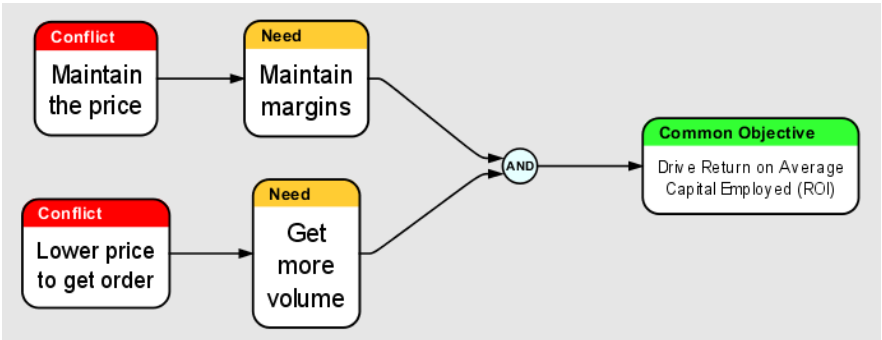 Conflict
Maintain
the price
Need
Maintain
margins
AND
Common Objective
Drive Return on Average
Capital Employed (ROI)
Conflict
Lower price
to get order
Need
Get
more
volume